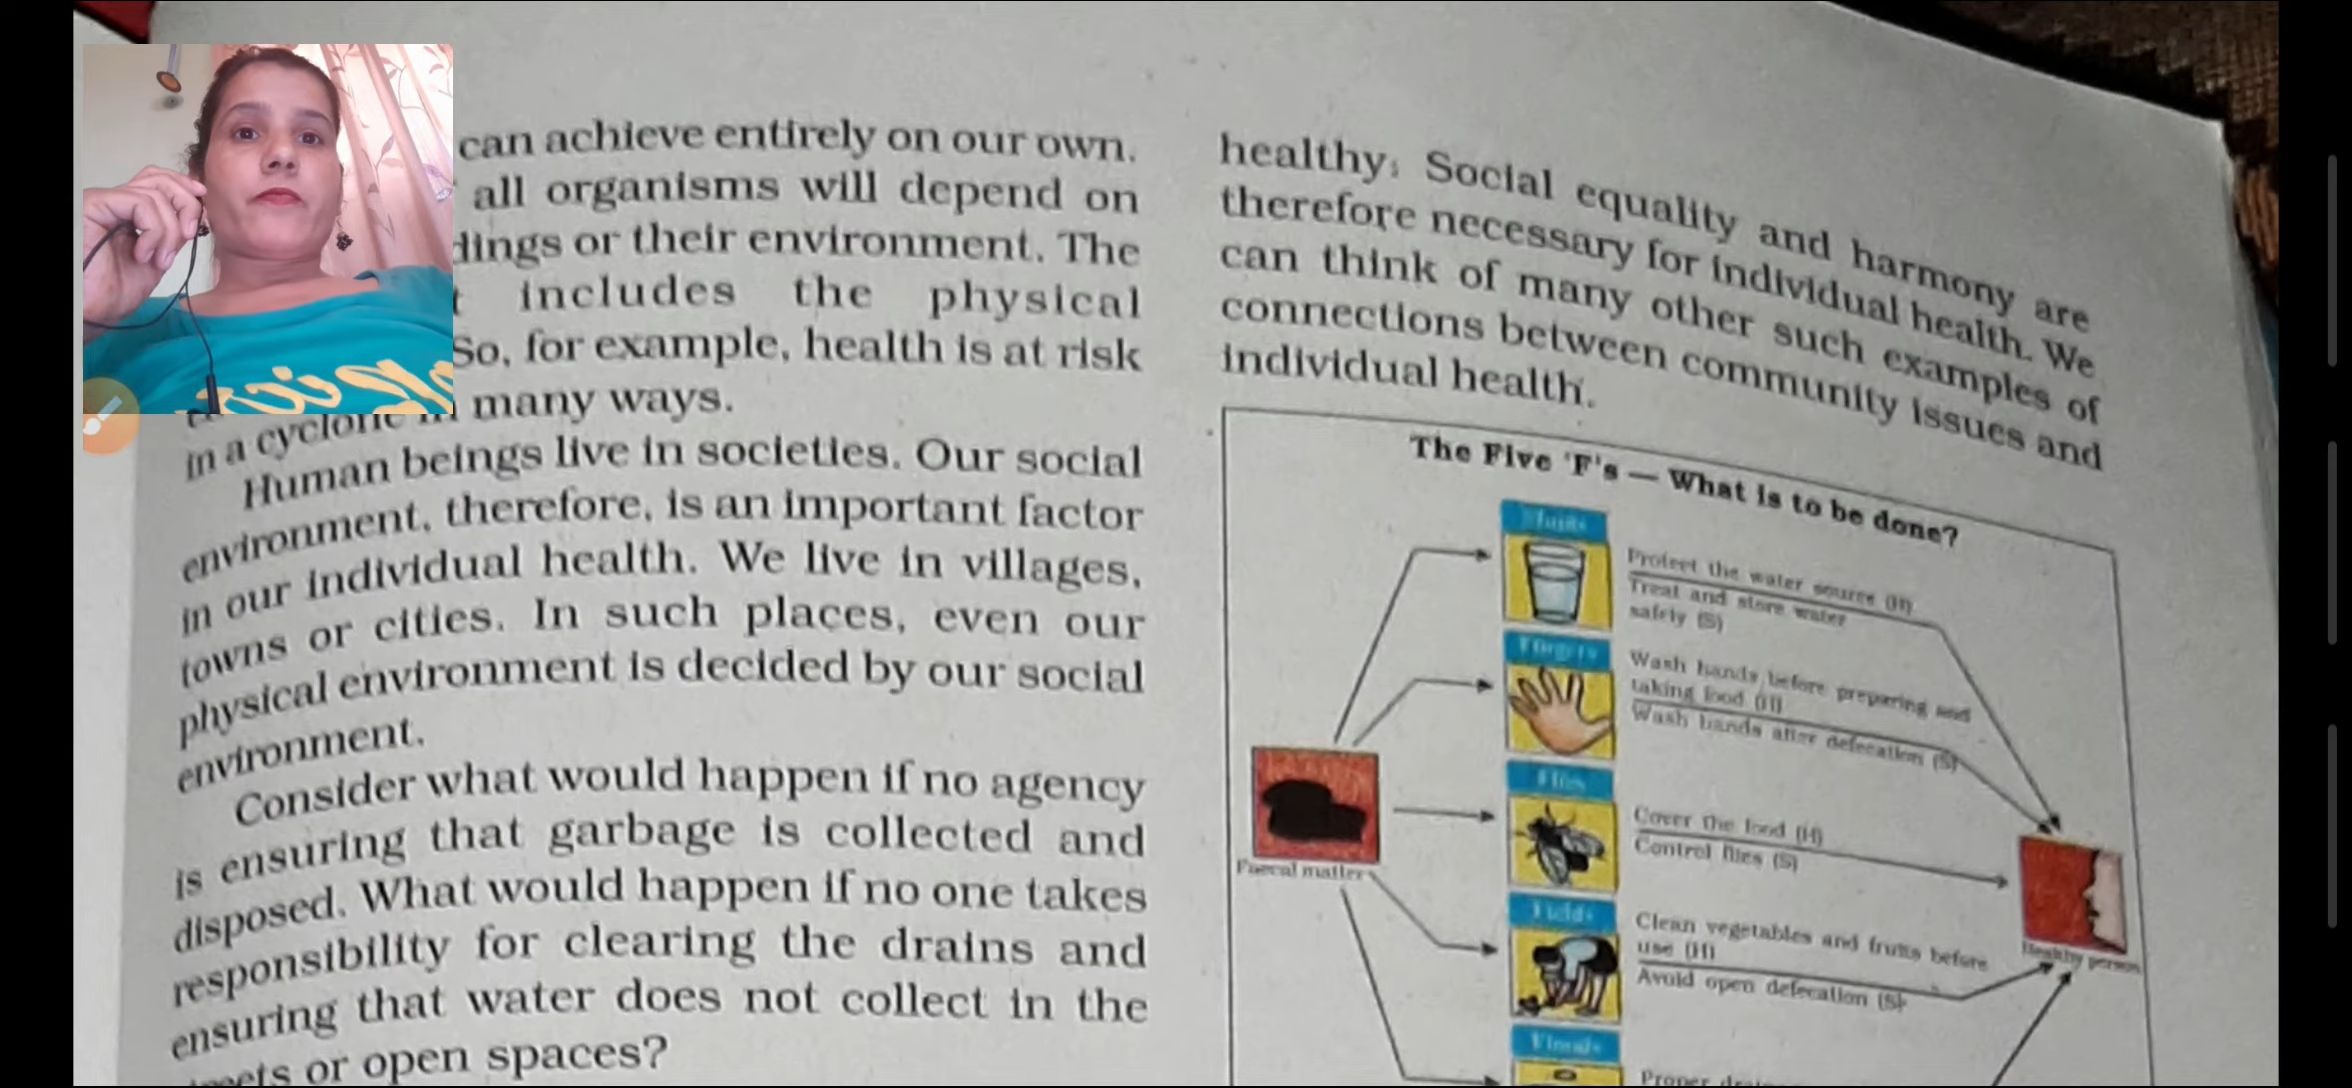 can achieve entirely on our own.
all organisms will depend on
dings or their environment. The
includes the physical
So, for example, health is at risk
in a cyclone in many ways.
Human beings live in societies. Our social
environment, therefore, is an important factor
in our individual health. We live in villages,
towns or cities. In such places, even our
physical environment is decided by our social
environment.
Consider what would happen if no agency
is ensuring that garbage is collected and
disposed. What would happen if no one takes
responsibility for clearing the drains and
ensuring that water does not collect in the
or open spaces?
healthy. Social equality and harmony are
therefore necessary for individual health. We
can think of many other such examples of
connections between community issues and
individual health.
The Five 'F's — What is to be done?
Fluids
Protect the water source (H)
Treat and store water
safely (S)
Fingers
Wash hands before preparing and
taking food (H)
Wash hands after defecation (S)
Flies
Cover the food (H)
Control flies (S)
Faecal matter
Fields
Clean vegetables and fruits before
use (H)
Avoid open defecation (S)
Healthy person
Proper